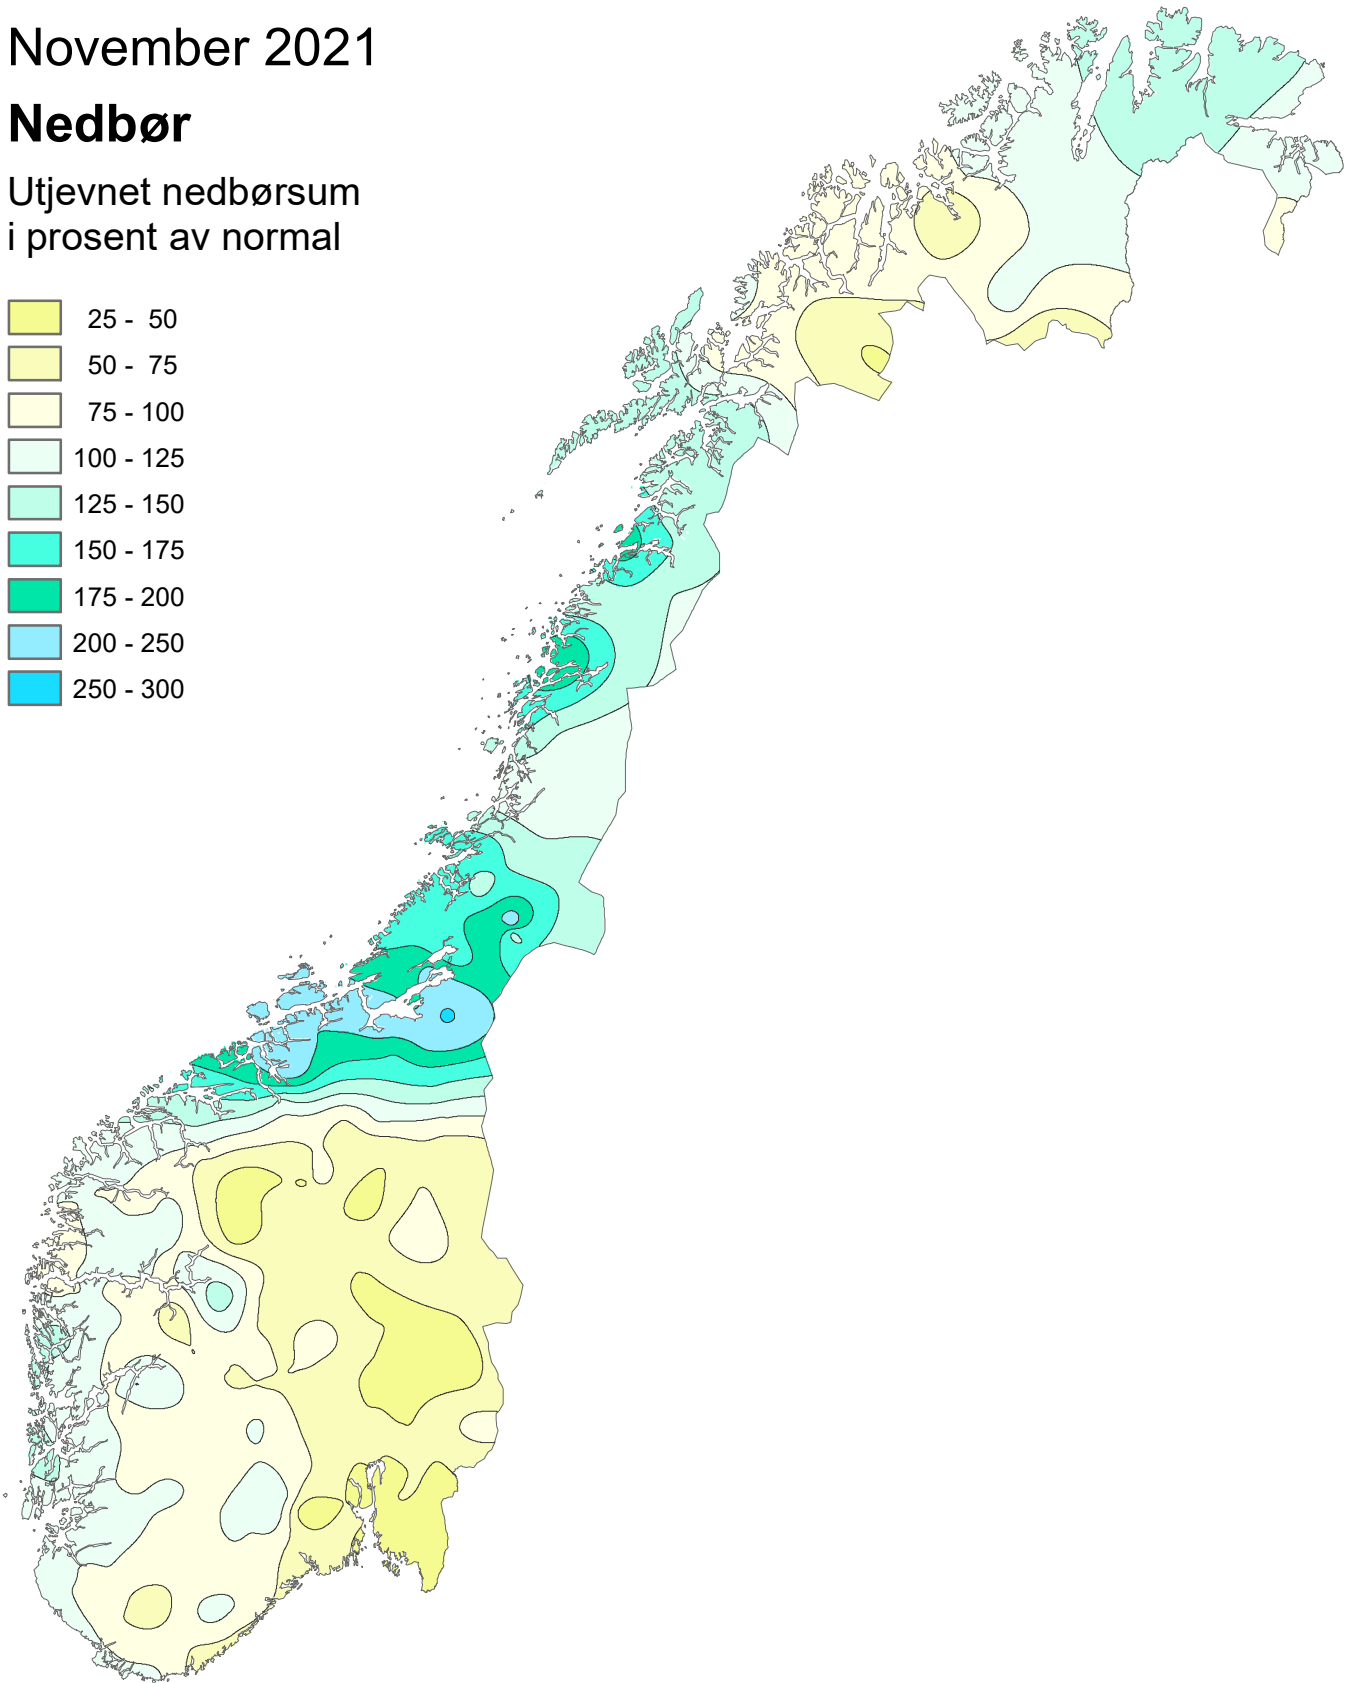 November 2021
Nedbør
Utjevnet nedbørsum
i prosent av normal
25 - 50
50 - 75
75 - 100
100 - 125
125 - 150
150 - 175
175 - 200
200 - 250
250 - 300